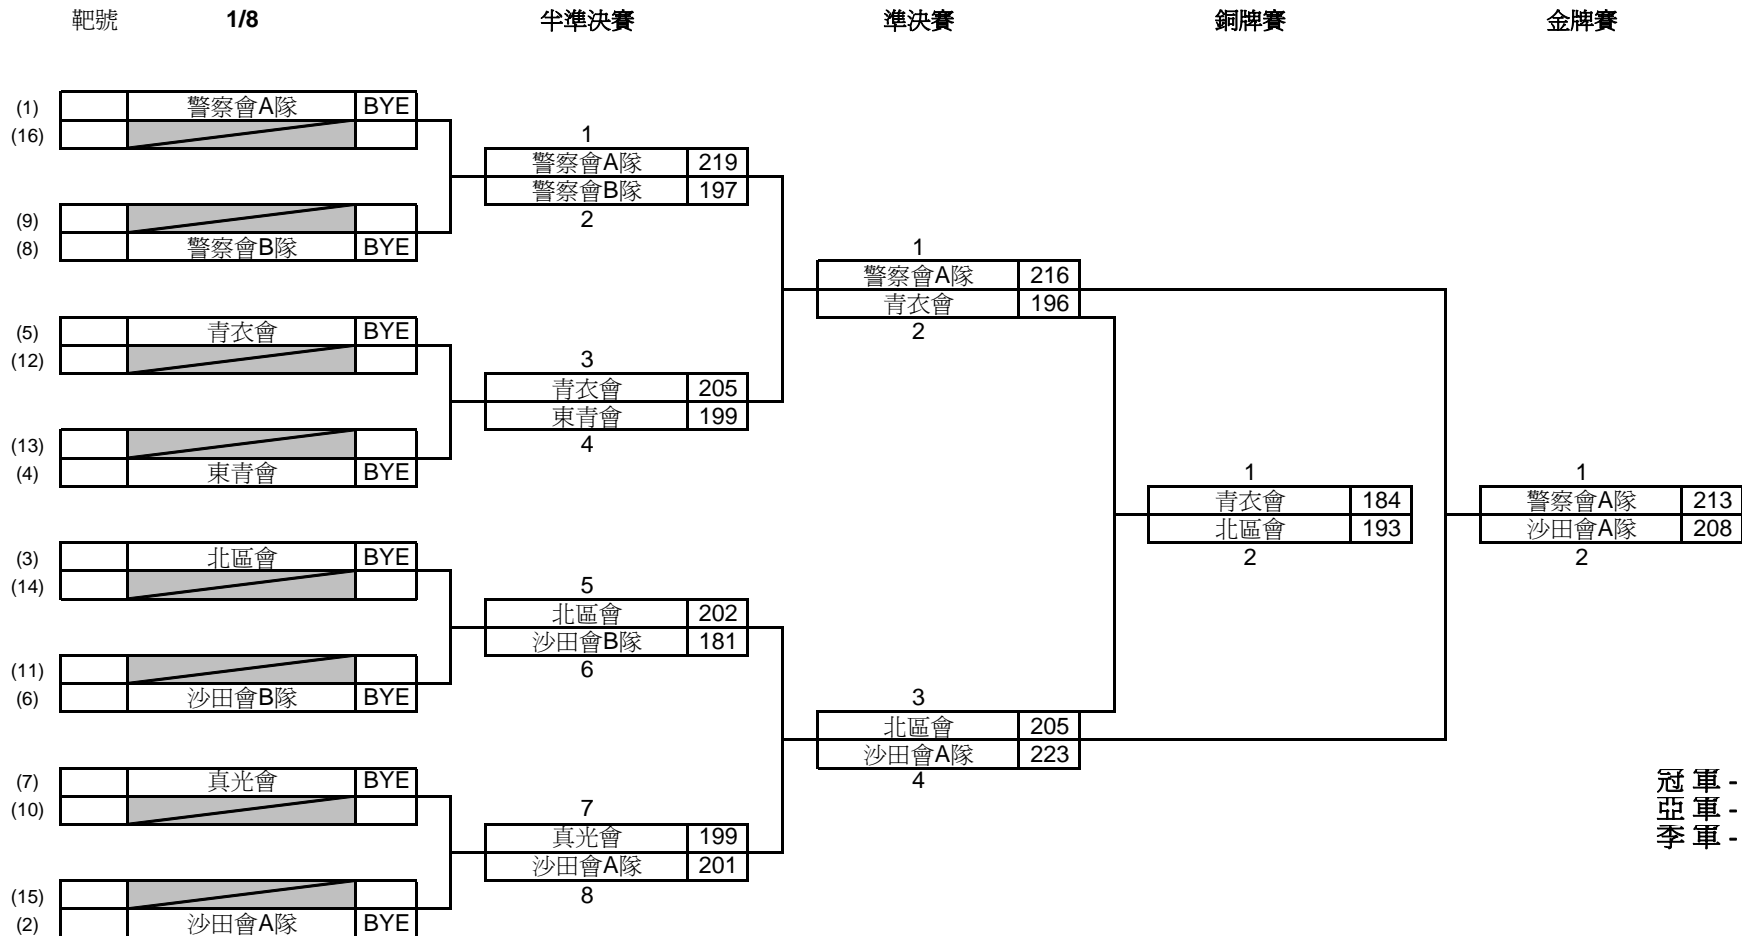 靶號 1/8 半準決賽 準決賽 銅牌賽 金牌賽
(1) 警察會A隊 BYE
(16) 1
警察會A隊 219
警察會B隊 197
(9) 2
(8) 警察會B隊 BYE 1
警察會A隊 216
青衣會 196
(5) 青衣會 BYE 2
(12) 3
青衣會 205
東青會 199
(13) 4
(4) 東青會 BYE 1 1
青衣會 184 警察會A隊 213
北區會 193 沙田會A隊 208
(3) 北區會 BYE 2 2
(14) 5
北區會 202
沙田會B隊 181
(11) 6
(6) 沙田會B隊 BYE 3
北區會 205
沙田會A隊 223
(7) 真光會 BYE 4 冠軍-
(10) 7 亞軍-
真光會 199 季軍-
沙田會A隊 201
(15) 8
(2) 沙田會A隊 BYE